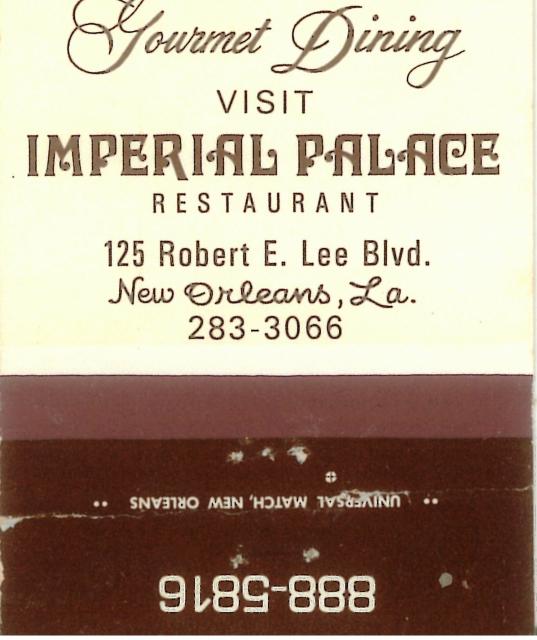 Gourmet Dining
VISIT
IMPERIAL PALACE
RESTAURANT
125 Robert E. Lee Blvd.
New Orleans, La.
283-3066
•• UNIVERSAL MATCH, NEW ORLEANS ••
888-5816